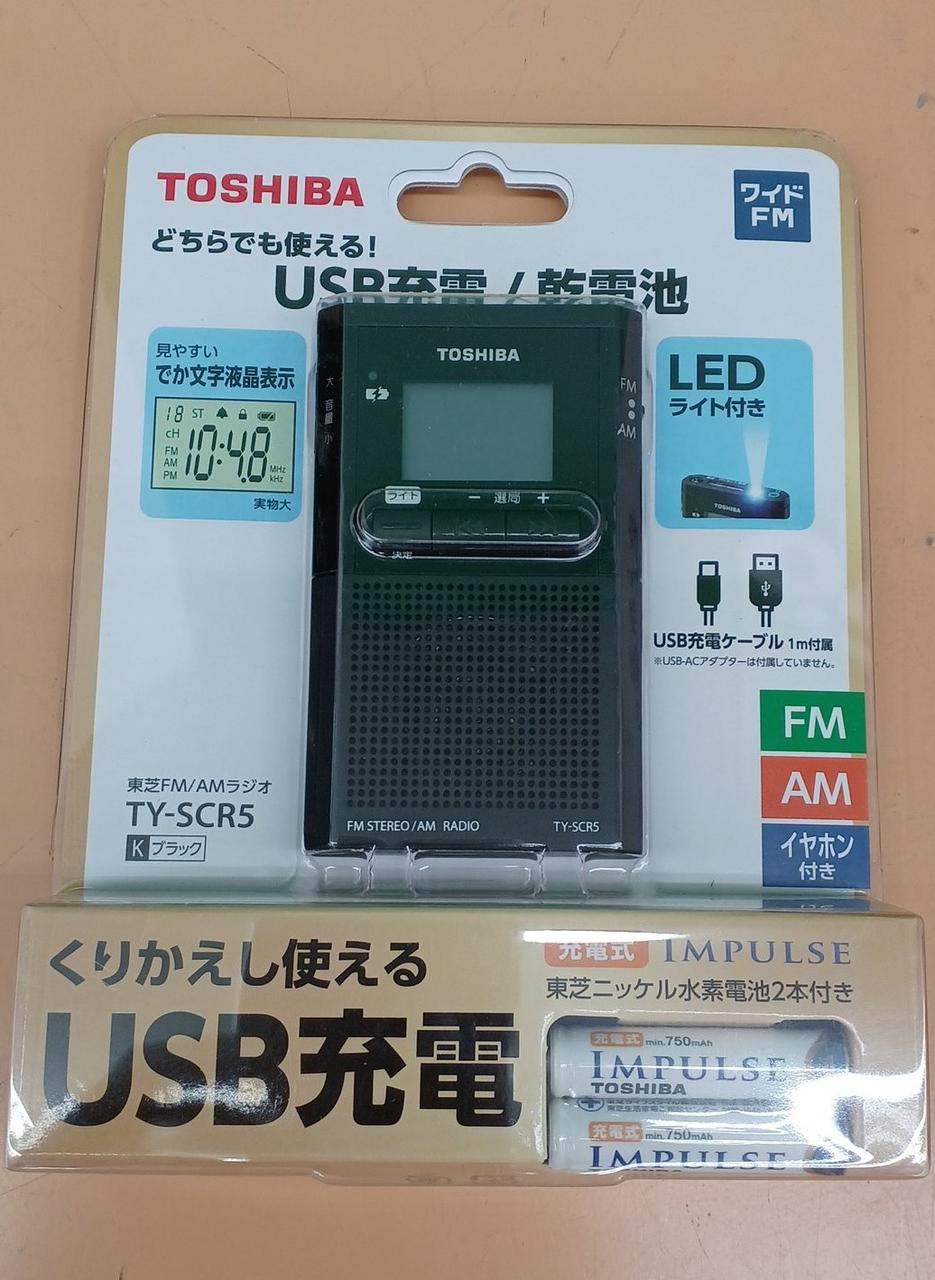 TOSHIBA
ワイド
FM
どちらでも使える!
USB充電/乾電池
見やすい
でか文字液晶表示
18 ST
CH
FM
AM
PM
10:48
MHz
kHz
実物大
TOSHIBA
大
音量
小
FM
AM
ライト
− 選局 +
決定
LED
ライト付き
TOSHIBA
USB充電ケーブル 1m付属
※USB-ACアダプターは付属していません。
FM
AM
イヤホン
付き
東芝FM/AMラジオ
TY-SCR5
K ブラック
FM STEREO/AM RADIO
TY-SCR5
くりかえし使える
USB充電
充電式 IMPULSE
東芝ニッケル水素電池2本付き
充電式 min.750mAh
IMPULSE
TOSHIBA
充電式 min.750mAh
IMPULSE